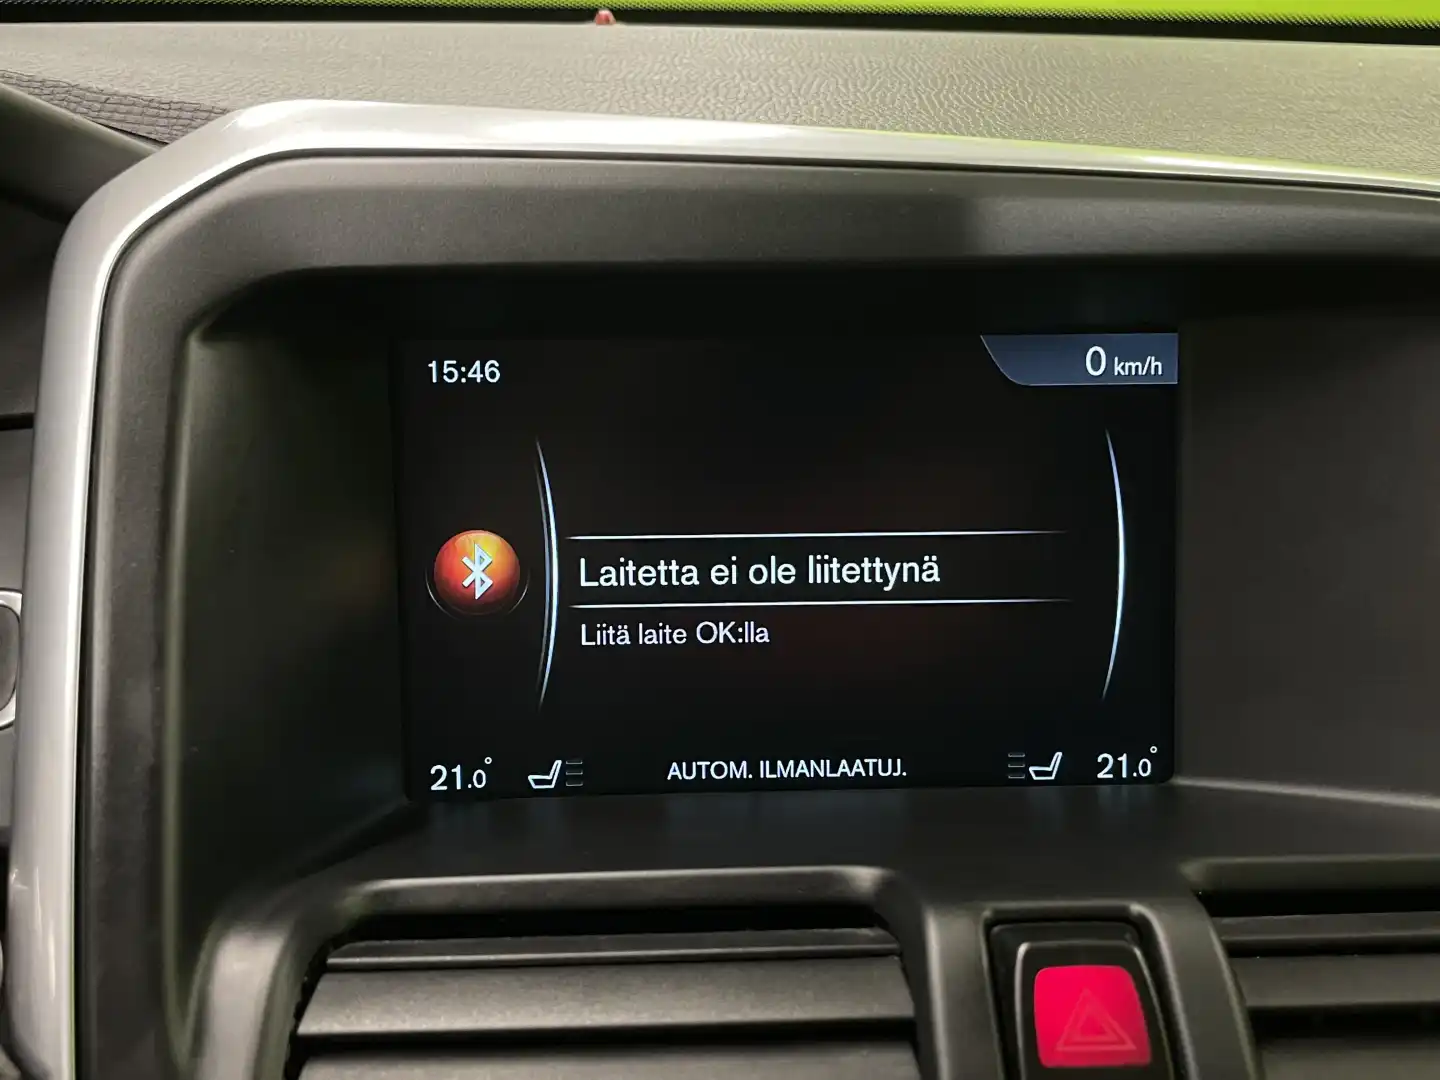 15:46
0 km/h
Laitetta ei ole liitettynä
Liitä laite OK:lla
21.0° AUTOM. ILMANLAATUJ. 21.0°